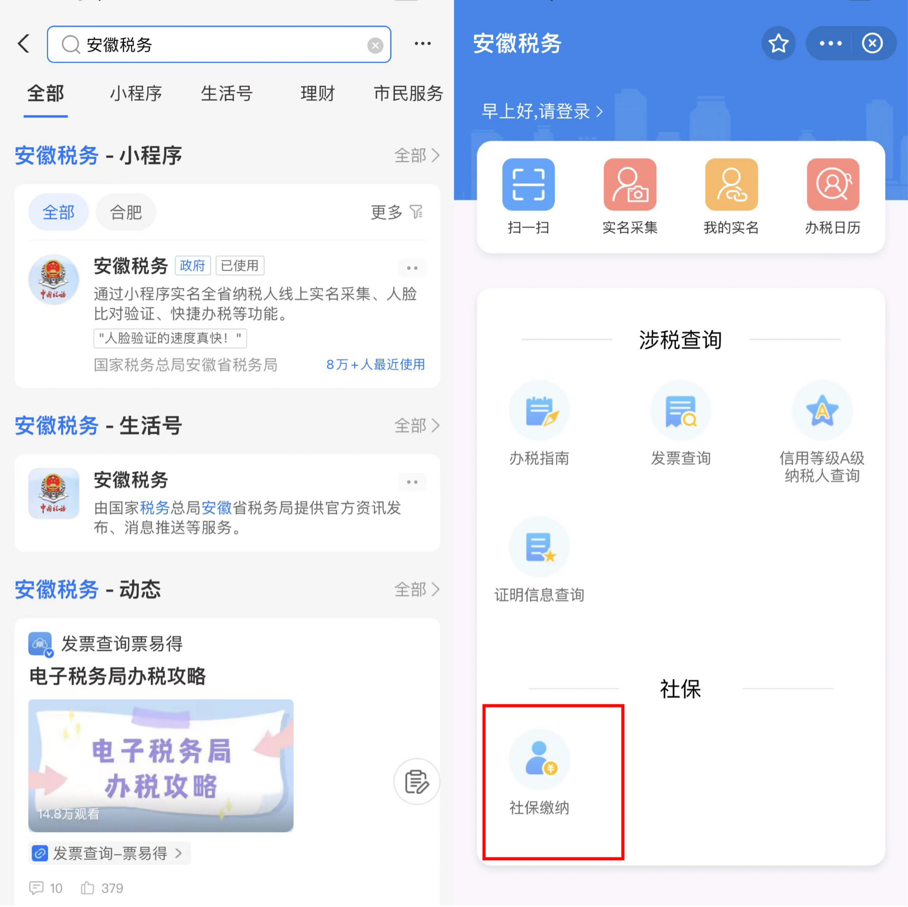 安徽税务
全部 小程序 生活号 理财 市民服务
安徽税务 - 小程序 全部
全部 合肥 更多
安徽税务 政府 已使用
通过小程序实名全省纳税人线上实名采集、人脸
比对验证、快捷办税等功能。
"人脸验证的速度真快！"
国家税务总局安徽省税务局 8万+人最近使用
中国税务
安徽税务 - 生活号 全部
安徽税务
由国家税务总局安徽省税务局提供官方资讯发
布、消息推送等服务。
中国税务
安徽税务 - 动态 全部
发票查询票易得
电子税务局办税攻略
电子税务局
办税攻略
14.8万观看
发票查询-票易得
10 379
安徽税务
早上好,请登录
扫一扫 实名采集 我的实名 办税日历
涉税查询
办税指南 发票查询 信用等级A级
纳税人查询
证明信息查询
社保
社保缴纳